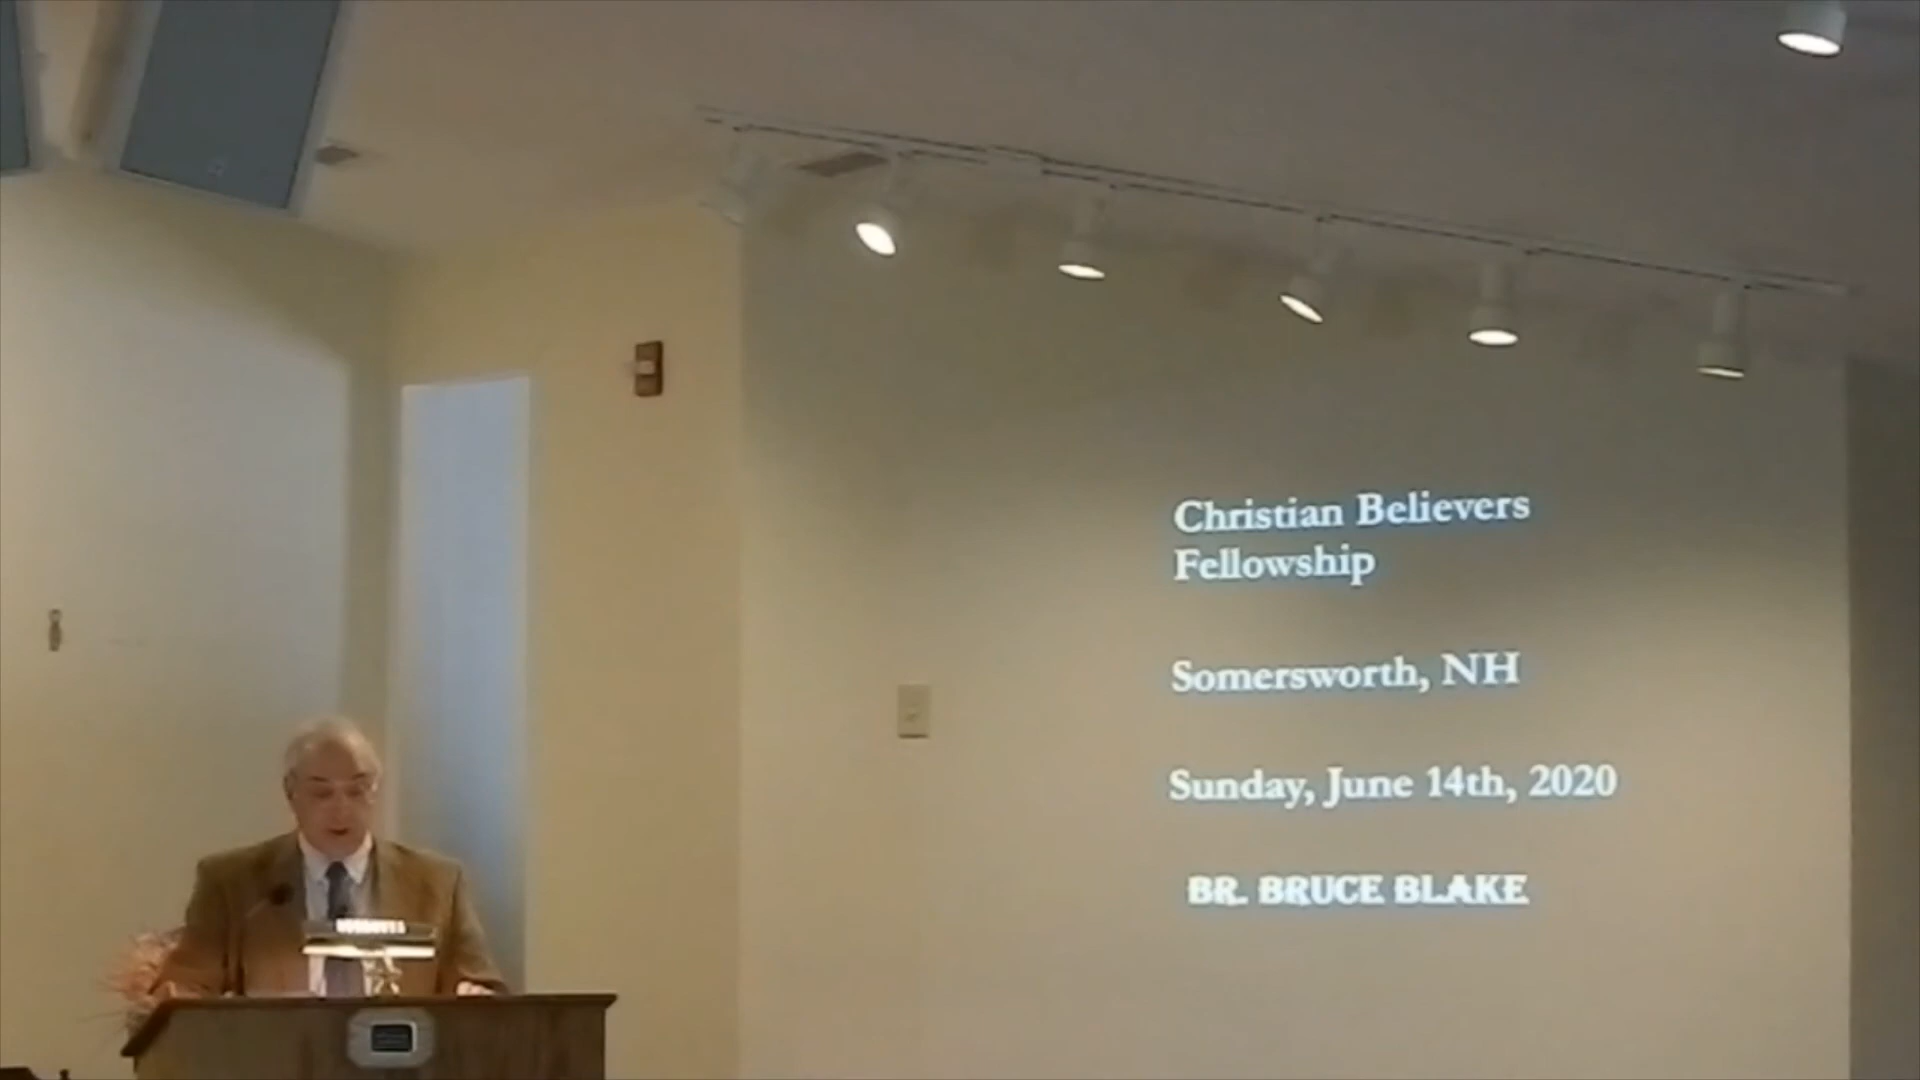 Christian Believers
Fellowship
Somersworth, NH
Sunday, June 14th, 2020
BR. BRUCE BLAKE